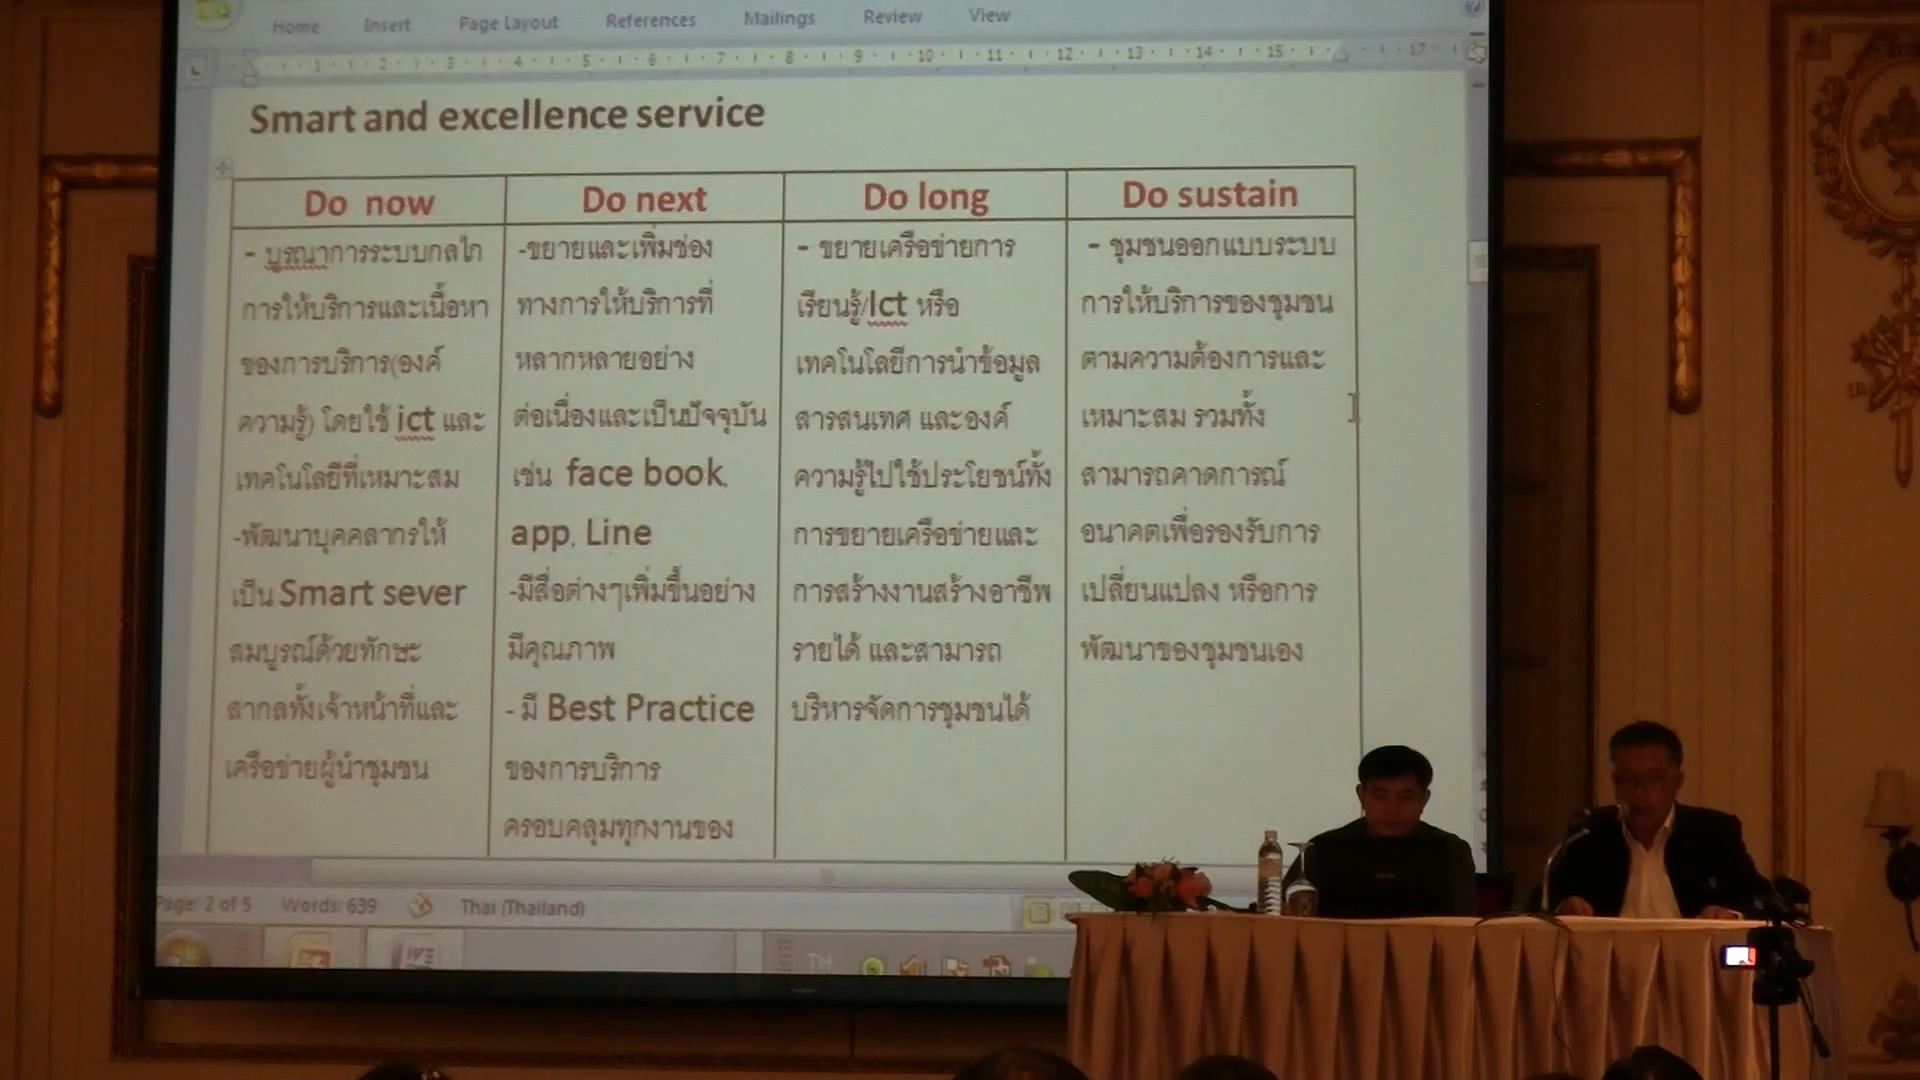 Home Insert Page Layout References Mailings Review View
1 2 3 4 5 6 7 8 9 10 11 12 13 14 15 17
Smart and excellence service
Do now
- บูรณาการระบบกลไก
การให้บริการและเนื้อหา
ของการบริการ(องค์
ความรู้) โดยใช้ ict และ
เทคโนโลยีที่เหมาะสม
-พัฒนาบุคคลากรให้
เป็น Smart sever
สมบูรณ์ด้วยทักษะ
สากลทั้งเจ้าหน้าที่และ
เครือข่ายผู้นำชุมชน
Do next
-ขยายและเพิ่มช่อง
ทางการให้บริการที่
หลากหลายอย่าง
ต่อเนื่องและเป็นปัจจุบัน
เช่น face book,
app, Line
-มีสื่อต่างๆเพิ่มขึ้นอย่าง
มีคุณภาพ
- มี Best Practice
ของการบริการ
ครอบคลุมทุกงานของ
Do long
- ขยายเครือข่ายการ
เรียนรู้/Ict หรือ
เทคโนโลยีการนำข้อมูล
สารสนเทศ และองค์
ความรู้ไปใช้ประโยชน์ทั้ง
การขยายเครือข่ายและ
การสร้างงานสร้างอาชีพ
รายได้ และสามารถ
บริหารจัดการชุมชนได้
Do sustain
- ชุมชนออกแบบระบบ
การให้บริการของชุมชน
ตามความต้องการและ
เหมาะสม รวมทั้ง
สามารถคาดการณ์
อนาคตเพื่อรองรับการ
เปลี่ยนแปลง หรือการ
พัฒนาของชุมชนเอง
Page: 2 of 5 Words: 639 Thai (Thailand)
TH